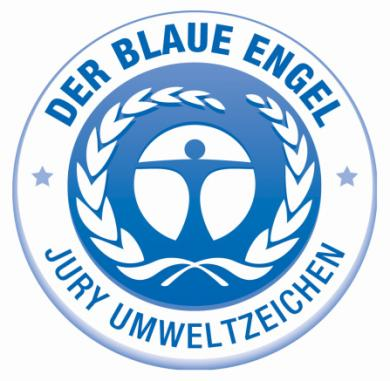 DER BLAUE ENGEL
JURY UMWELTZEICHEN